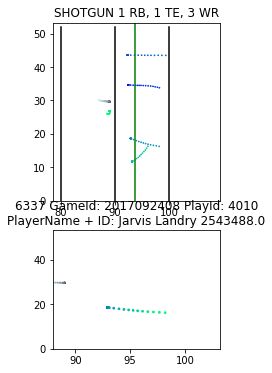 SHOTGUN 1 RB, 1 TE, 3 WR
50
40
30
20
10
0
80 90 100
6337 GameId: 2017092408 PlayId: 4010
PlayerName + ID: Jarvis Landry 2543488.0
40
20
0
90 95 100